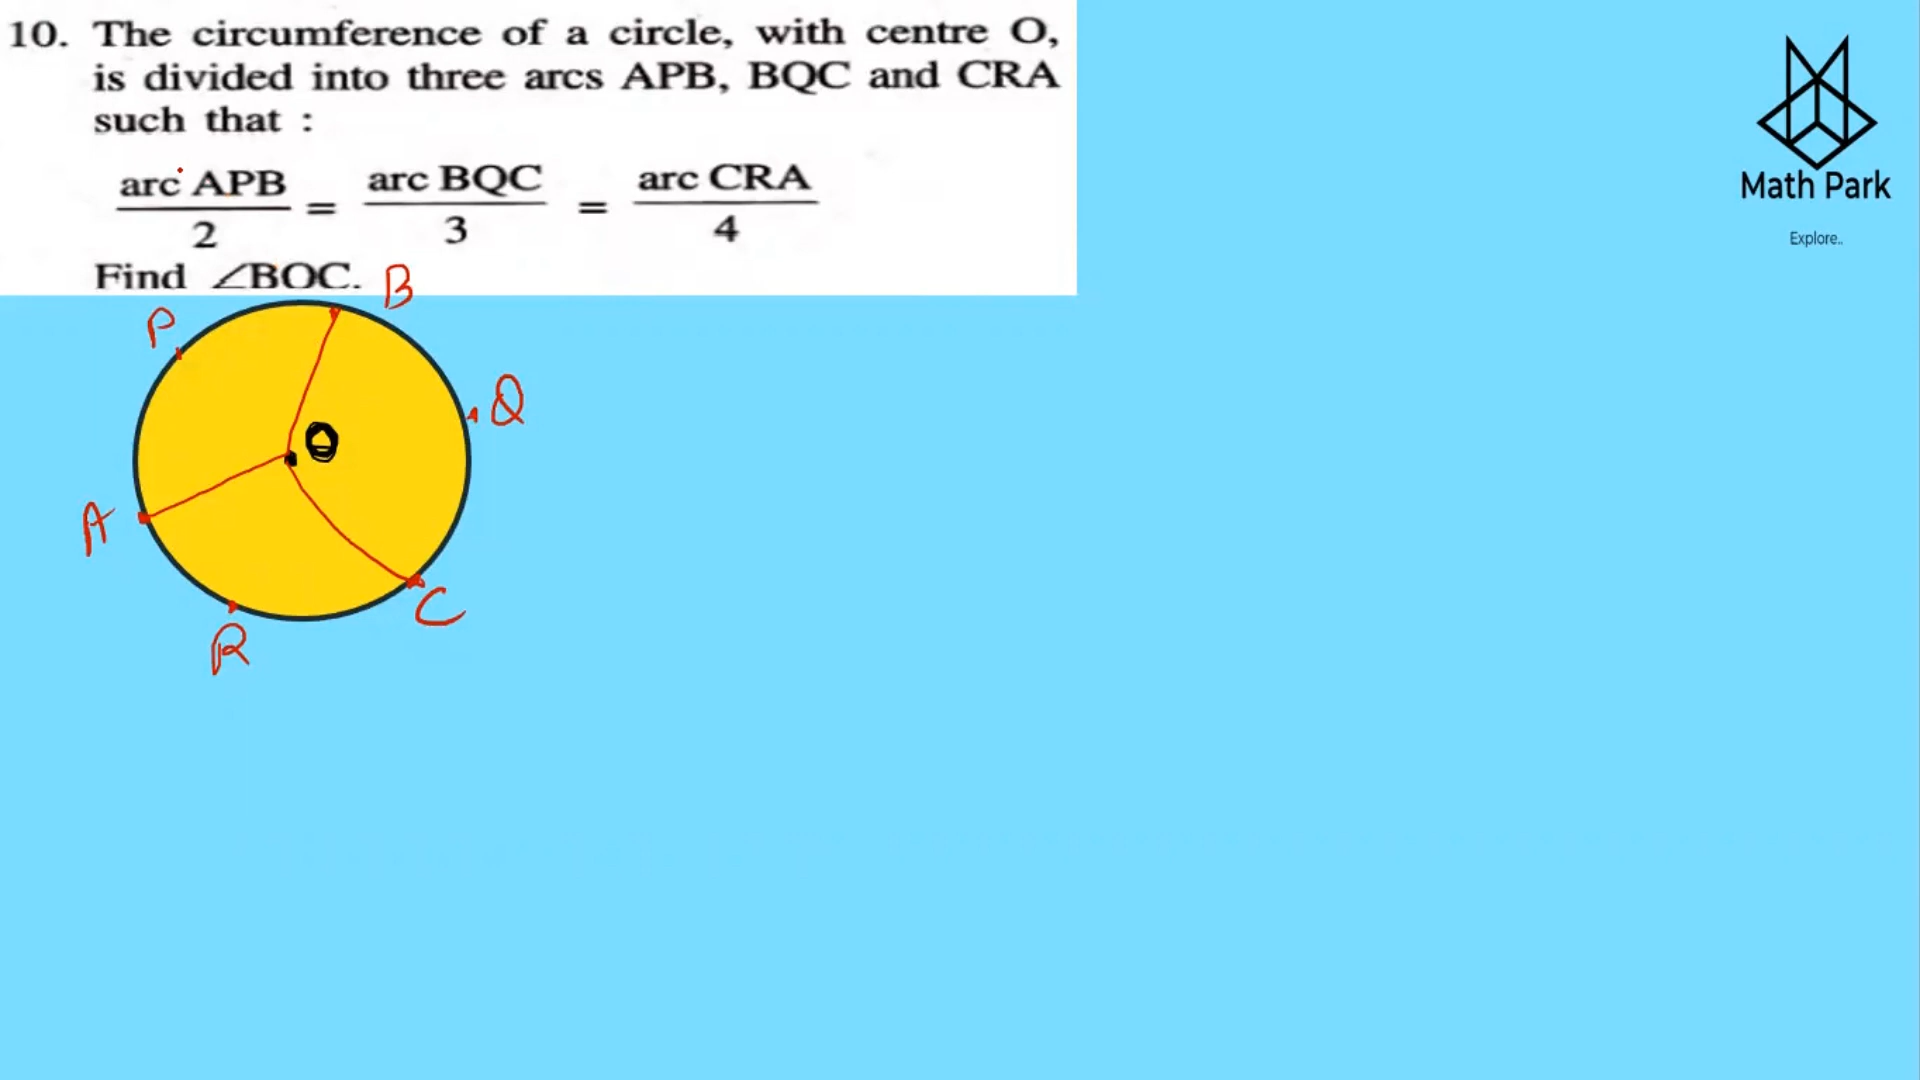 10. The circumference of a circle, with centre O,
is divided into three arcs APB, BQC and CRA
such that :
arc APB / 2 = arc BQC / 3 = arc CRA / 4
Find ∠BOC.
B
P
Q
O
A
C
R
Math Park
Explore..